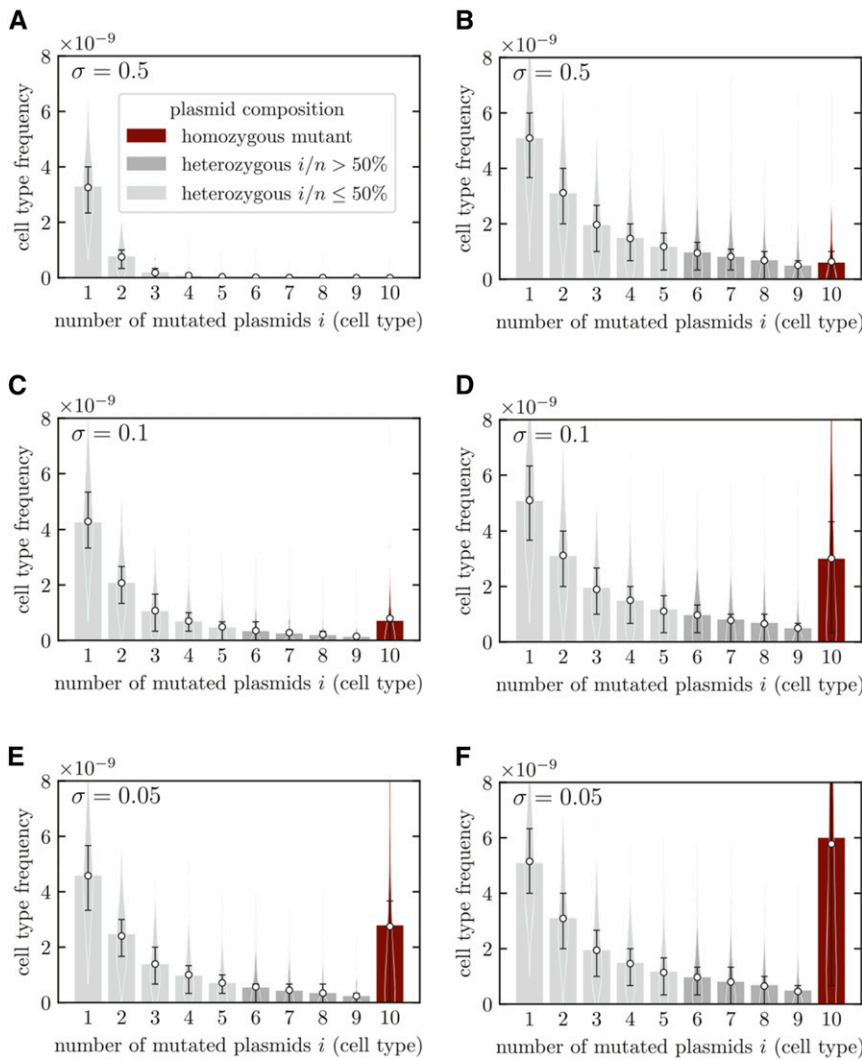 A
×10−9
σ = 0.5
plasmid composition
homozygous mutant
heterozygous i/n > 50%
heterozygous i/n ≤ 50%
cell type frequency
8
6
4
2
0
1 2 3 4 5 6 7 8 9 10
number of mutated plasmids i (cell type)
B
×10−9
σ = 0.5
cell type frequency
8
6
4
2
0
1 2 3 4 5 6 7 8 9 10
number of mutated plasmids i (cell type)
C
×10−9
σ = 0.1
cell type frequency
8
6
4
2
0
1 2 3 4 5 6 7 8 9 10
number of mutated plasmids i (cell type)
D
×10−9
σ = 0.1
cell type frequency
8
6
4
2
0
1 2 3 4 5 6 7 8 9 10
number of mutated plasmids i (cell type)
E
×10−9
σ = 0.05
cell type frequency
8
6
4
2
0
1 2 3 4 5 6 7 8 9 10
number of mutated plasmids i (cell type)
F
×10−9
σ = 0.05
cell type frequency
8
6
4
2
0
1 2 3 4 5 6 7 8 9 10
number of mutated plasmids i (cell type)